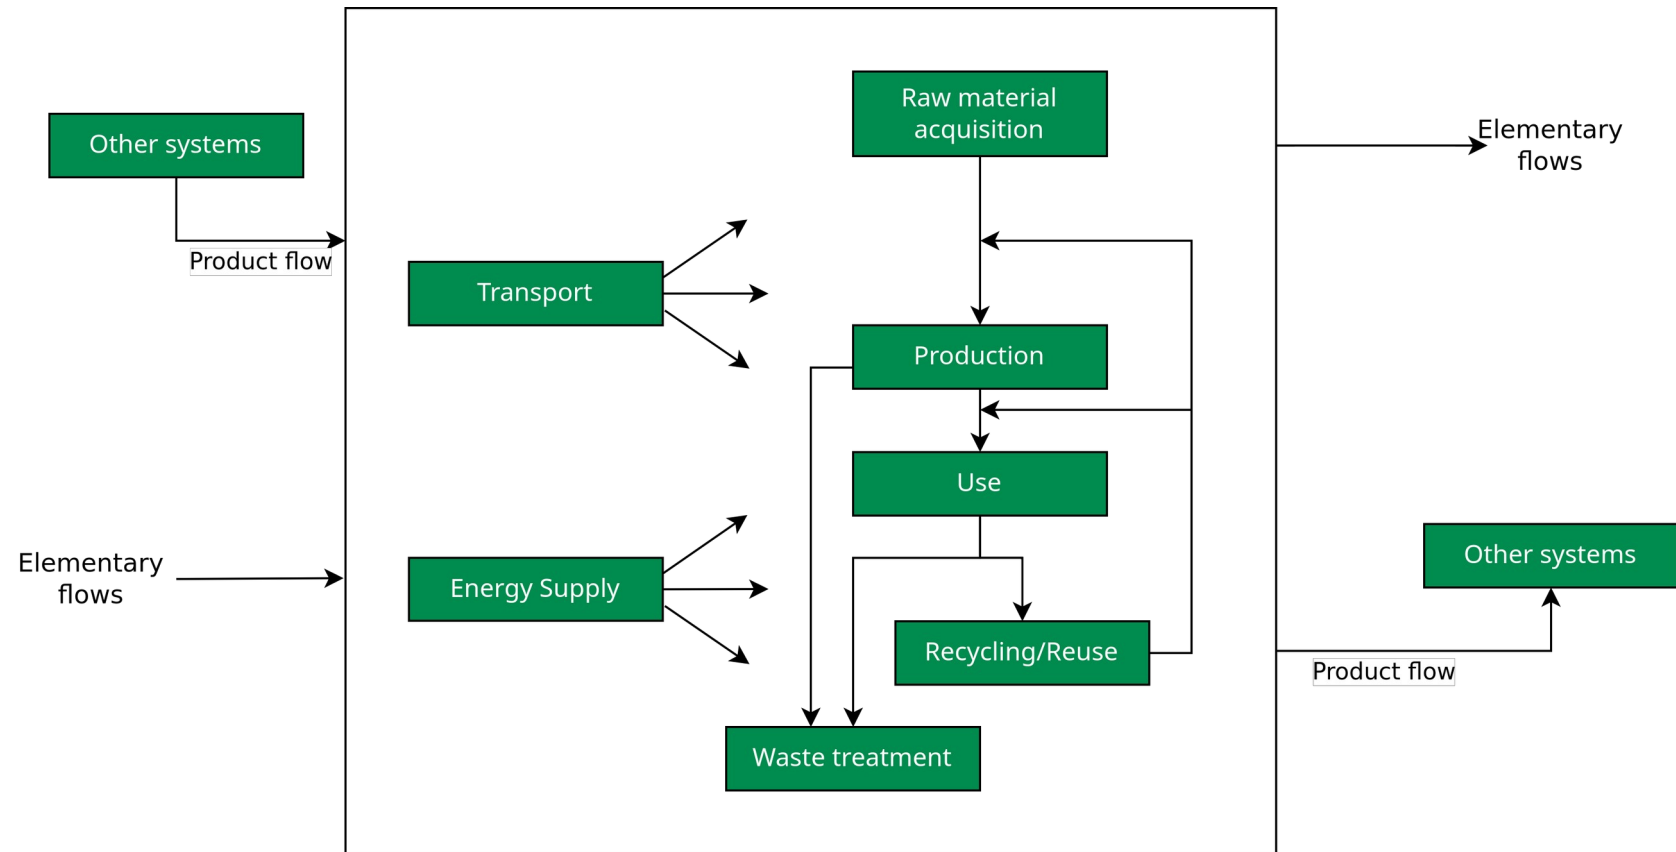 Raw material
acquisition
Other systems
Elementary
flows
Product flow
Transport
Production
Use
Elementary
flows
Energy Supply
Other systems
Recycling/Reuse
Product flow
Waste treatment